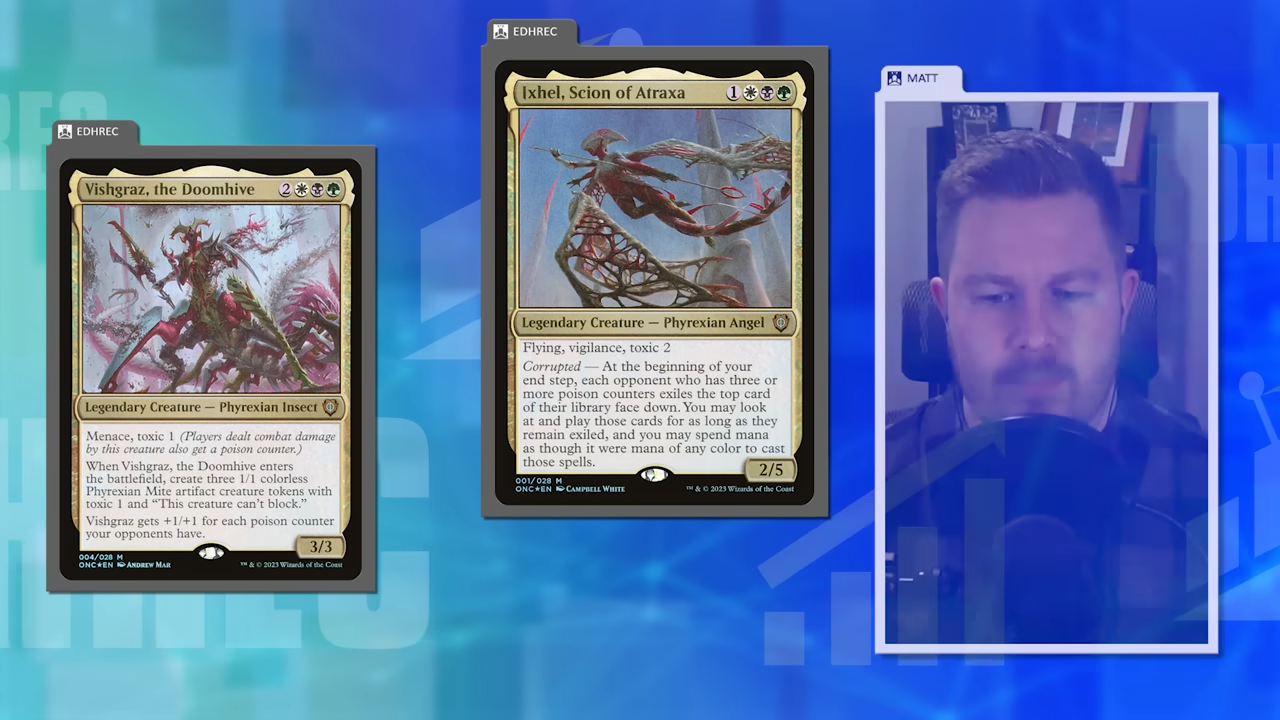 EDHREC
Vishgraz, the Doomhive 2
Legendary Creature — Phyrexian Insect
Menace, toxic 1 (Players dealt combat damage
by this creature also get a poison counter.)
When Vishgraz, the Doomhive enters
the battlefield, create three 1/1 colorless
Phyrexian Mite artifact creature tokens with
toxic 1 and “This creature can’t block.”
Vishgraz gets +1/+1 for each poison counter
your opponents have.
3/3
004/028 M
ONC★EN Andrew Mar
™ & © 2023 Wizards of the Coast
EDHREC
Ixhel, Scion of Atraxa 1
Legendary Creature — Phyrexian Angel
Flying, vigilance, toxic 2
Corrupted — At the beginning of your
end step, each opponent who has three or
more poison counters exiles the top card
of their library face down. You may look
at and play those cards for as long as they
remain exiled, and you may spend mana
as though it were mana of any color to cast
those spells.
2/5
001/028 M
ONC★EN Campbell White
™ & © 2023 Wizards of the Coast
MATT